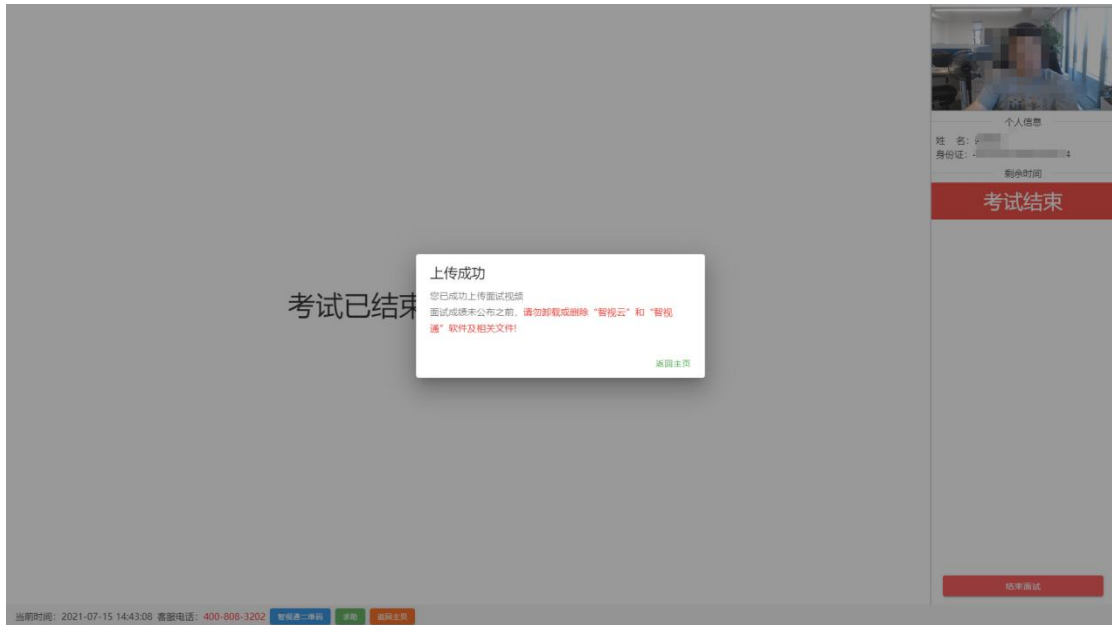 个人信息
姓 名：
身份证： 4
剩余时间
考试结束
考试已结束
上传成功
您已成功上传面试视频
面试成绩未公布之前，请勿卸载或删除“智视云”和“智视
通”软件及相关文件!
返回主页
结束面试
当前时间：2021-07-15 14:43:08 客服电话：400-808-3202 智视通二维码 求助 返回主页